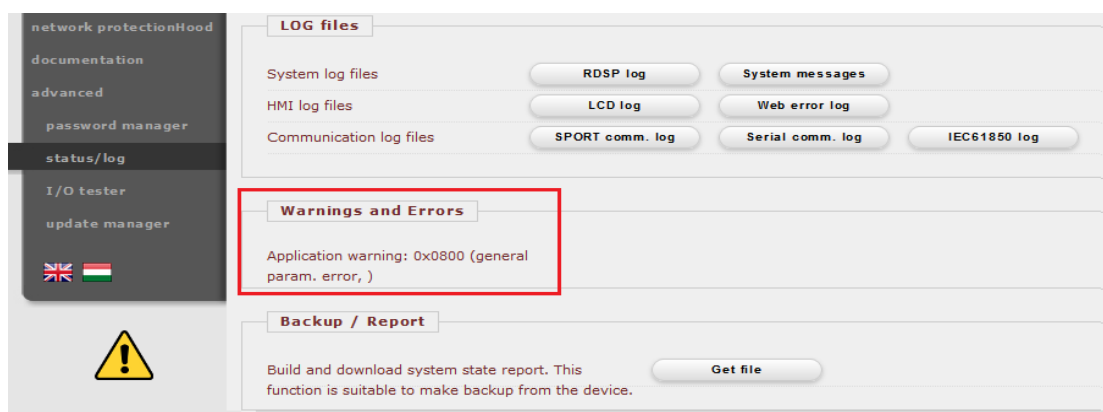 network protectionHood
documentation
advanced
password manager
status/log
I/O tester
update manager
LOG files
System log files RDSP log System messages
HMI log files LCD log Web error log
Communication log files SPORT comm. log Serial comm. log IEC61850 log
Warnings and Errors
Application warning: 0x0800 (general
param. error, )
Backup / Report
Build and download system state report. This Get file
function is suitable to make backup from the device.